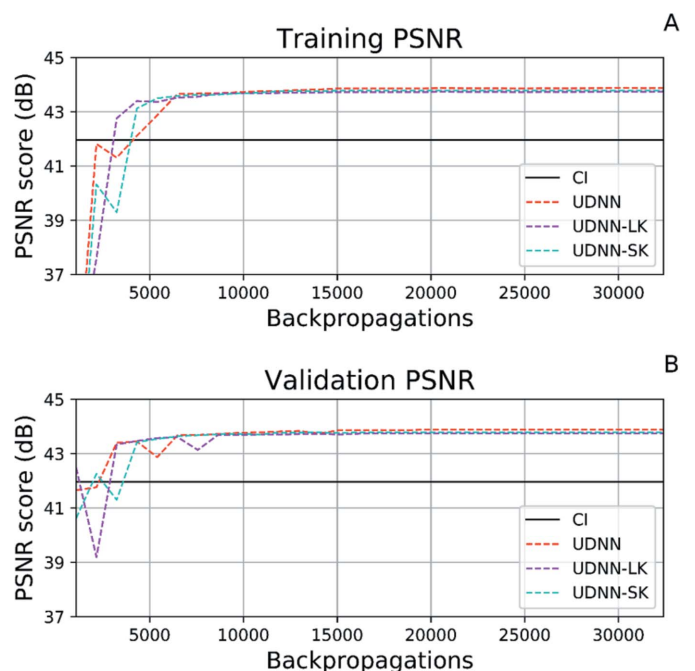 A
Training PSNR
PSNR score (dB)
45
43
41
39
37
CI
UDNN
UDNN-LK
UDNN-SK
5000 10000 15000 20000 25000 30000
Backpropagations
B
Validation PSNR
PSNR score (dB)
45
43
41
39
37
CI
UDNN
UDNN-LK
UDNN-SK
5000 10000 15000 20000 25000 30000
Backpropagations